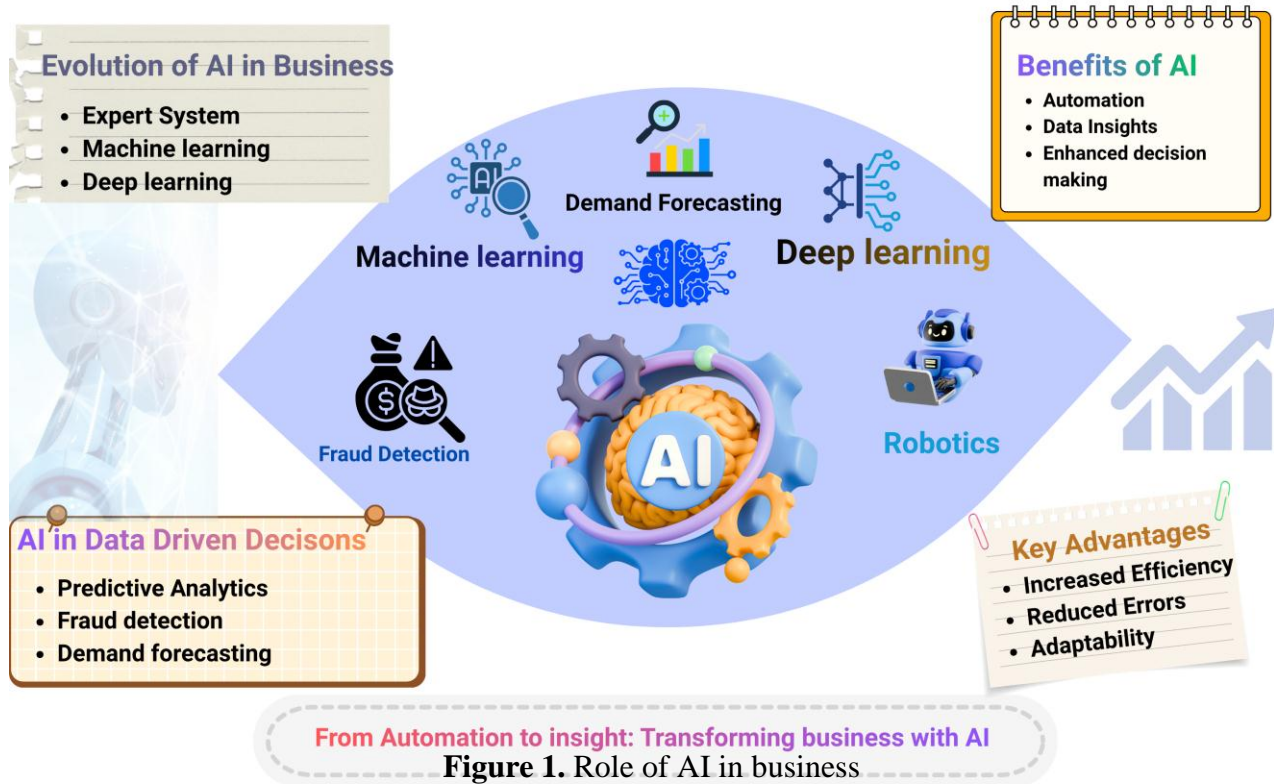 Evolution of AI in Business
• Expert System
• Machine learning
• Deep learning
Benefits of AI
• Automation
• Data Insights
• Enhanced decision
making
Demand Forecasting
AI
Machine learning
Deep learning
$
Fraud Detection
AI
Robotics
AI in Data Driven Decisons
• Predictive Analytics
• Fraud detection
• Demand forecasting
Key Advantages
• Increased Efficiency
• Reduced Errors
• Adaptability
From Automation to insight: Transforming business with AI
Figure 1. Role of AI in business